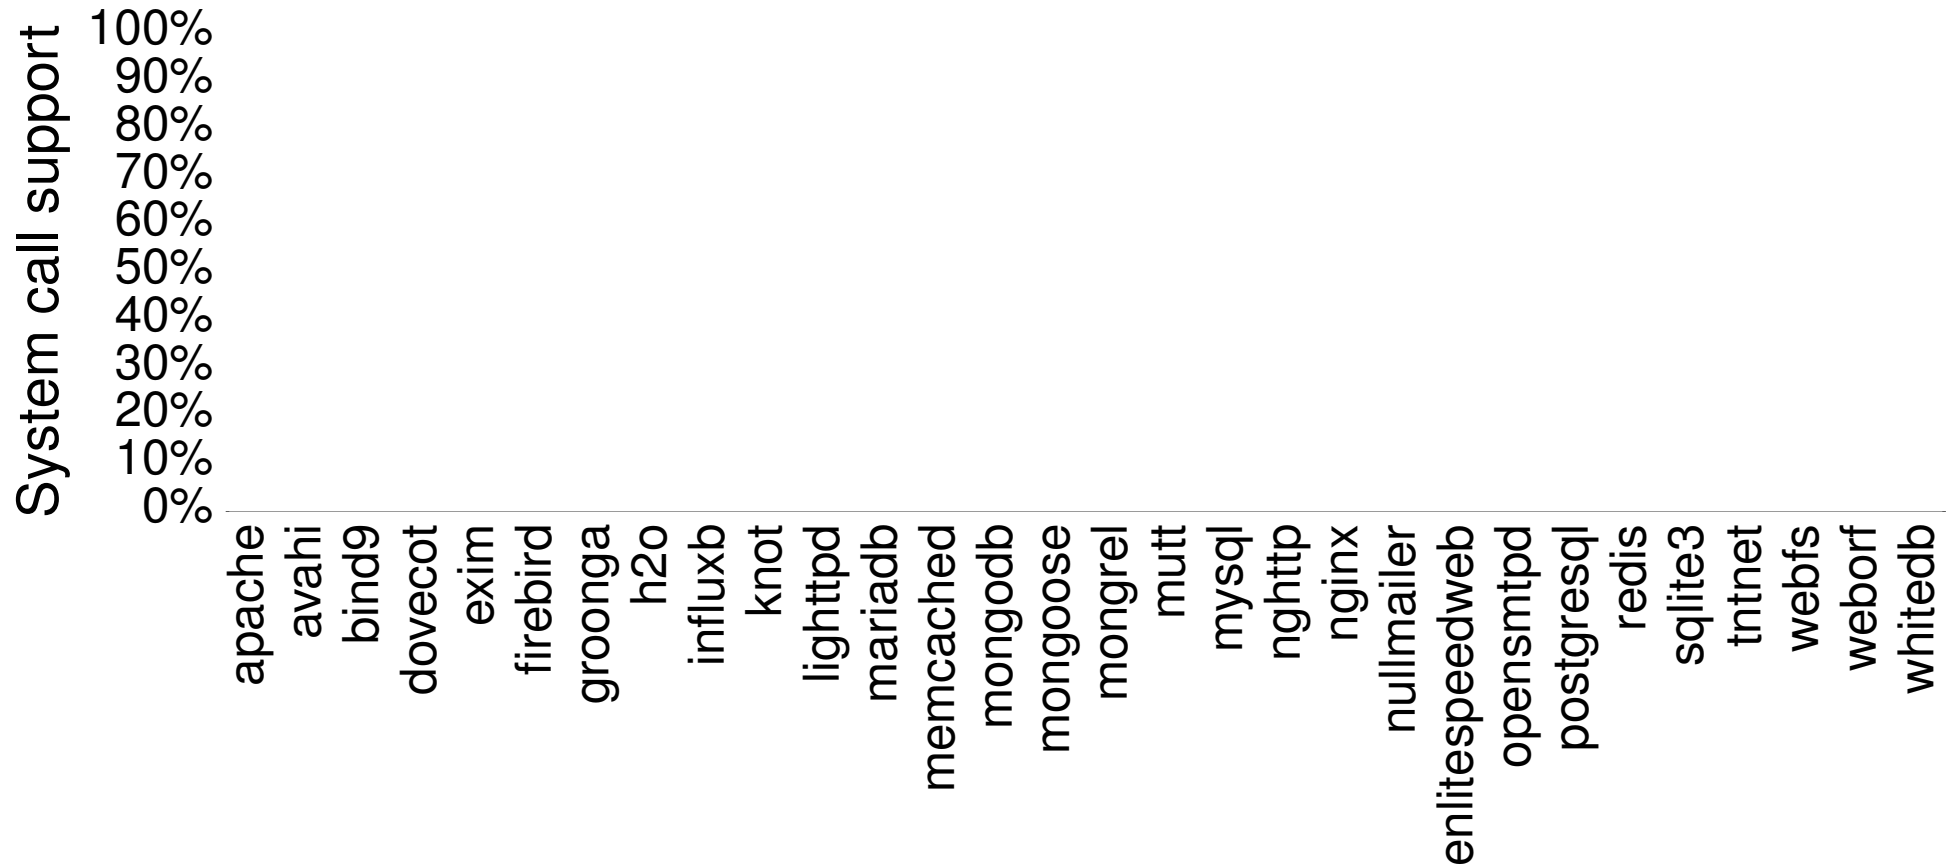 System call support
100%
90%
80%
70%
60%
50%
40%
30%
20%
10%
0%
apache
avahi
bind9
dovecot
exim
firebird
groonga
h2o
influxb
knot
lighttpd
mariadb
memcached
mongodb
mongoose
mongrel
mutt
mysql
nghttp
nginx
nullmailer
enlitespeedweb
opensmtpd
postgresql
redis
sqlite3
tntnet
webfs
weborf
whitedb